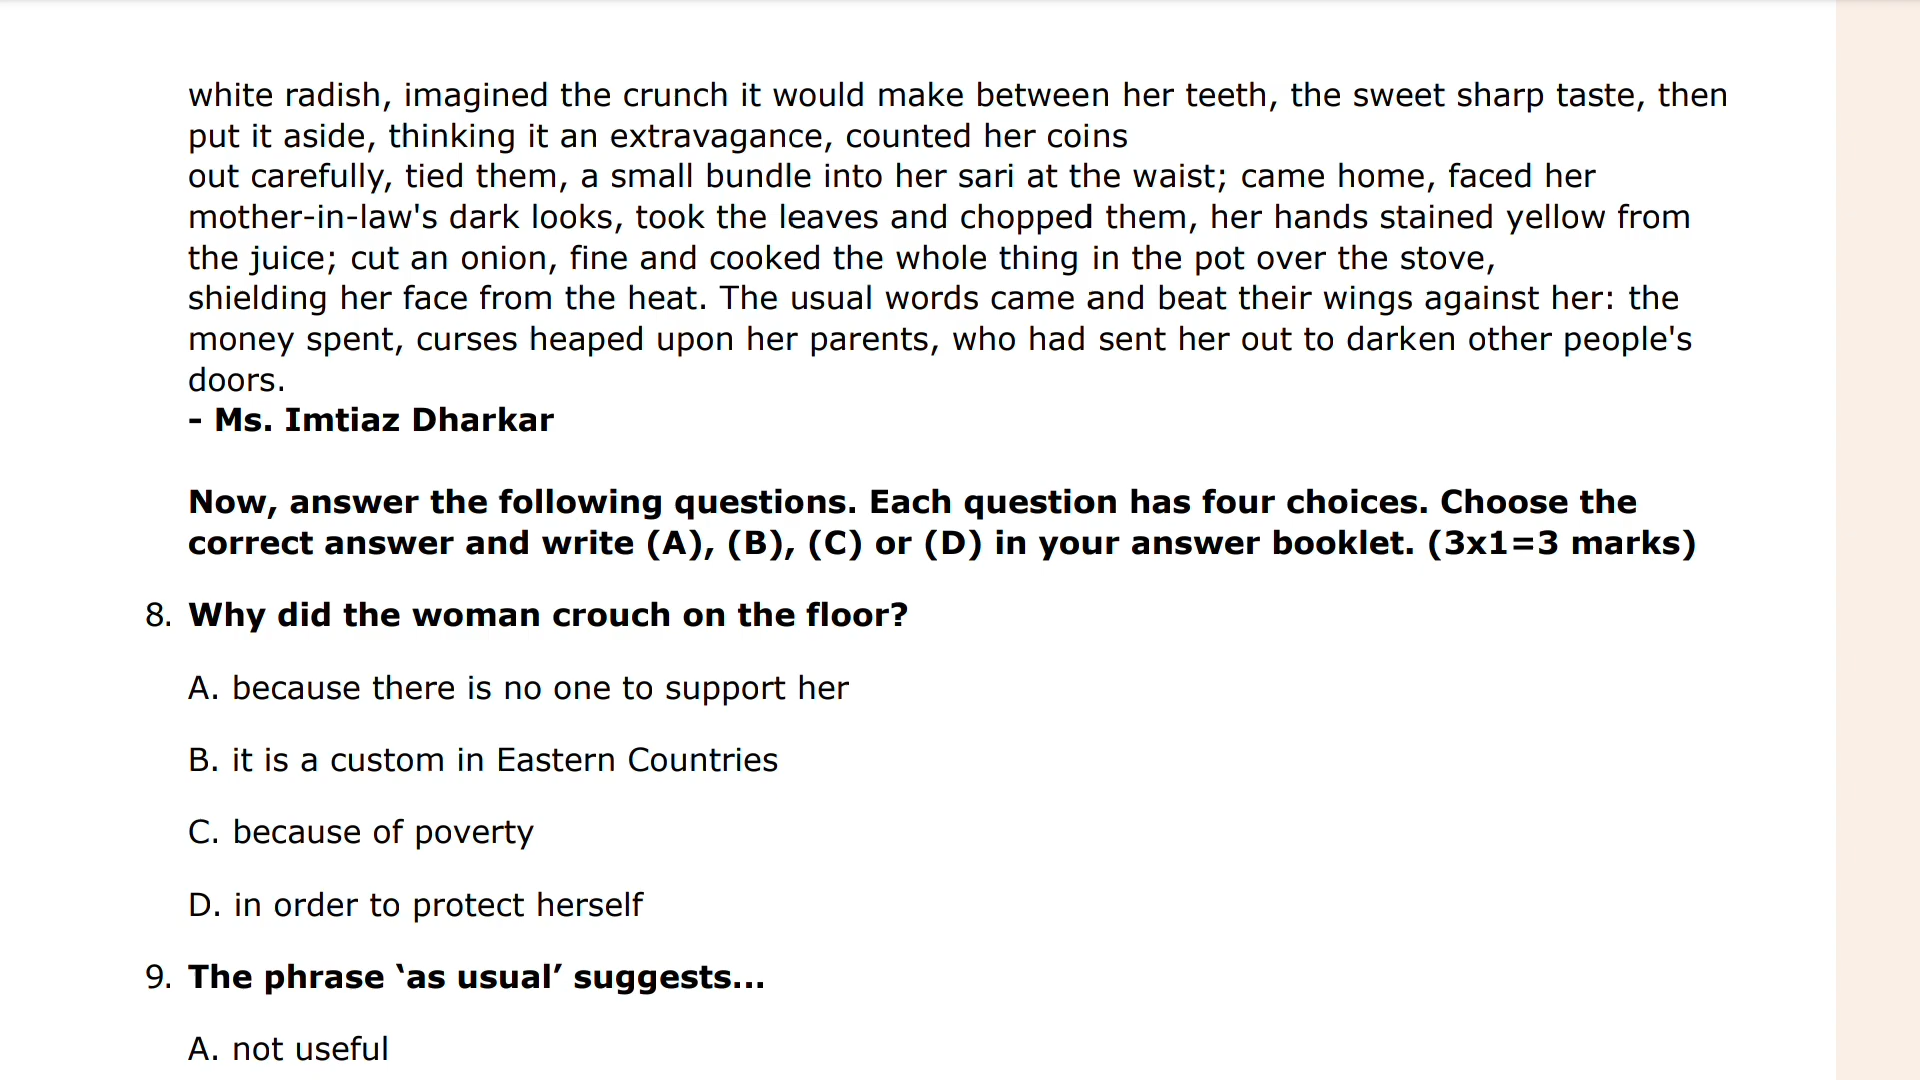 white radish, imagined the crunch it would make between her teeth, the sweet sharp taste, then
put it aside, thinking it an extravagance, counted her coins
out carefully, tied them, a small bundle into her sari at the waist; came home, faced her
mother-in-law's dark looks, took the leaves and chopped them, her hands stained yellow from
the juice; cut an onion, fine and cooked the whole thing in the pot over the stove,
shielding her face from the heat. The usual words came and beat their wings against her: the
money spent, curses heaped upon her parents, who had sent her out to darken other people's
doors.
- Ms. Imtiaz Dharkar
Now, answer the following questions. Each question has four choices. Choose the
correct answer and write (A), (B), (C) or (D) in your answer booklet. (3x1=3 marks)
8. Why did the woman crouch on the floor?
A. because there is no one to support her
B. it is a custom in Eastern Countries
C. because of poverty
D. in order to protect herself
9. The phrase ‘as usual’ suggests...
A. not useful